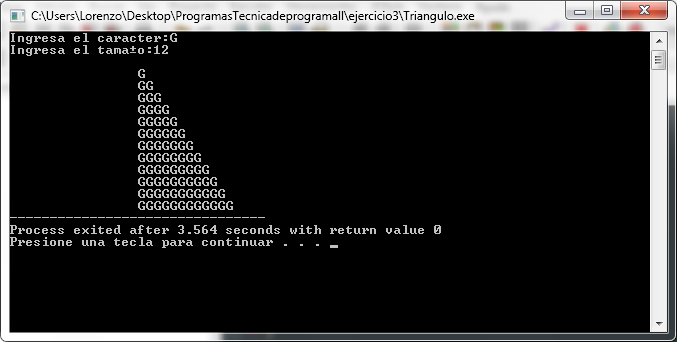 C:\Users\Lorenzo\Desktop\ProgramasTecnicadeprogramaII\ejercicio3\Triangulo.exe
Ingresa el caracter:G
Ingresa el tama±o:12
G
GG
GGG
GGGG
GGGGG
GGGGGG
GGGGGGG
GGGGGGGG
GGGGGGGGG
GGGGGGGGGG
GGGGGGGGGGG
GGGGGGGGGGGG
--------------------------------
Process exited after 3.564 seconds with return value 0
Presione una tecla para continuar . . . _